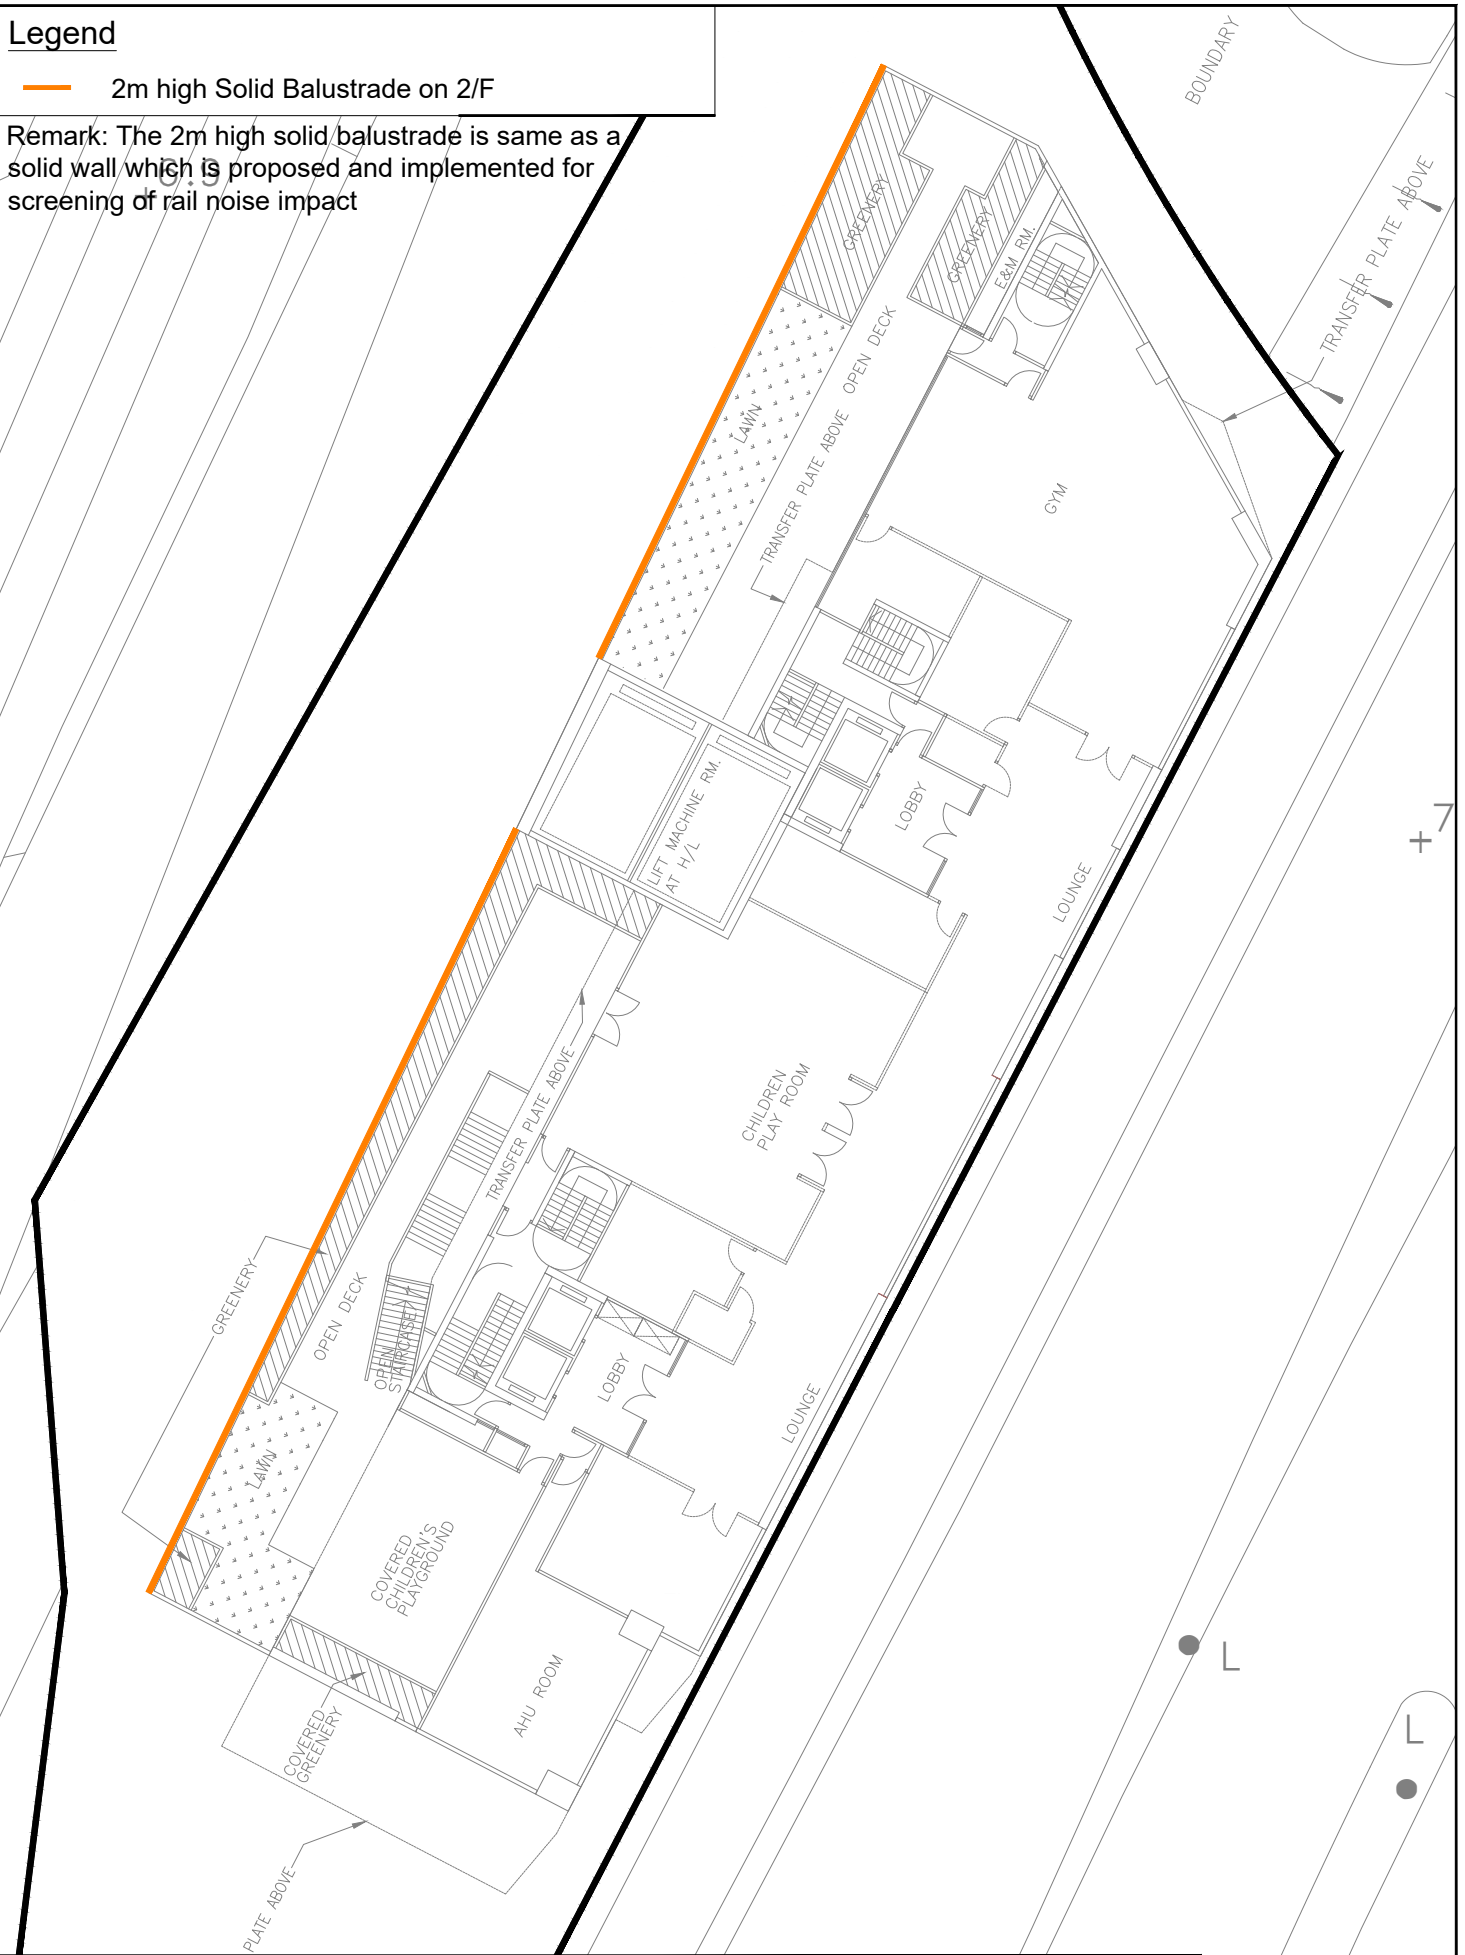 Legend
2m high Solid Balustrade on 2/F
Remark: The 2m high solid balustrade is same as a
solid wall which is proposed and implemented for
screening of rail noise impact
+6.9
BOUNDARY
TRANSFER PLATE ABOVE
GREENERY
GREENERY
E&M RM.
OPEN DECK
TRANSFER PLATE ABOVE
LAWN
GYM
LIFT MACHINE RM.
AT H/L
LOBBY
LOUNGE
+7
TRANSFER PLATE ABOVE
CHILDREN
PLAY ROOM
GREENERY
OPEN DECK
OPEN
STAIRCASE
LOBBY
LOUNGE
LAWN
COVERED
CHILDREN'S
PLAYGROUND
AHU ROOM
COVERED
GREENERY
PLATE ABOVE
L
L